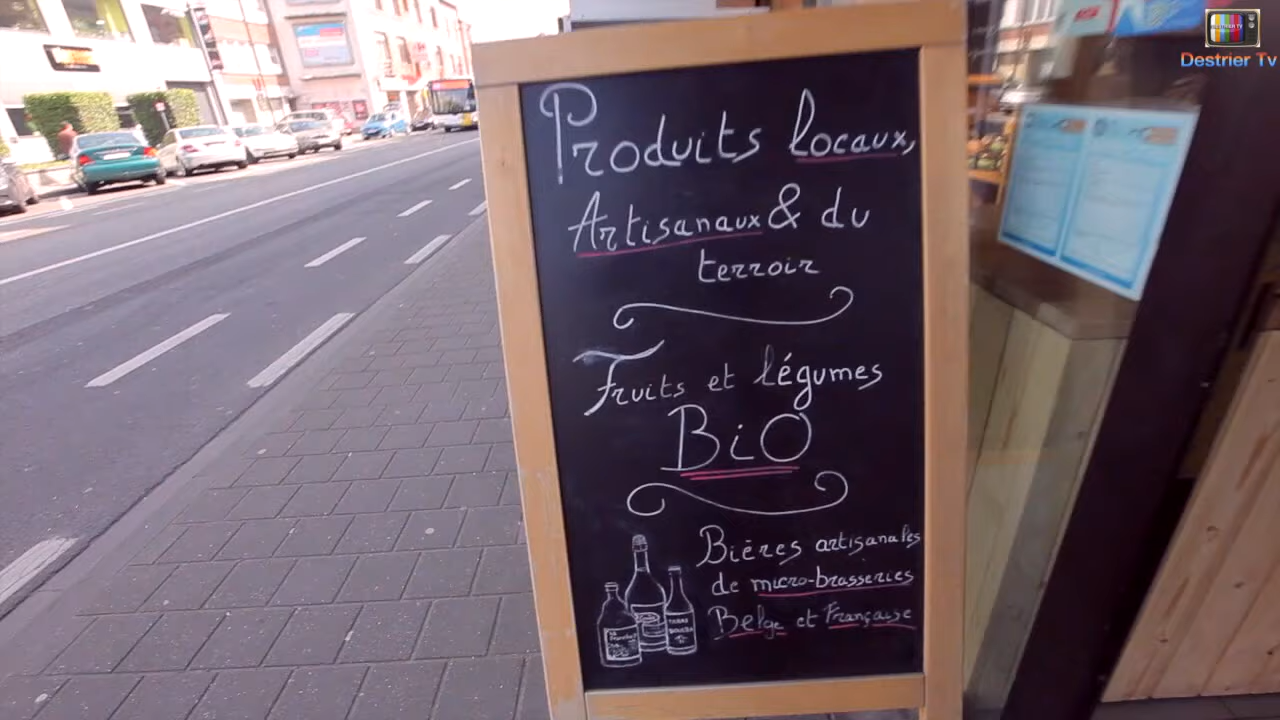 Produits locaux,
Artisanaux & du
terroir
Fruits et légumes
BiO
Bières artisanales
de micro-brasseries
Belge et Française
Destrier Tv